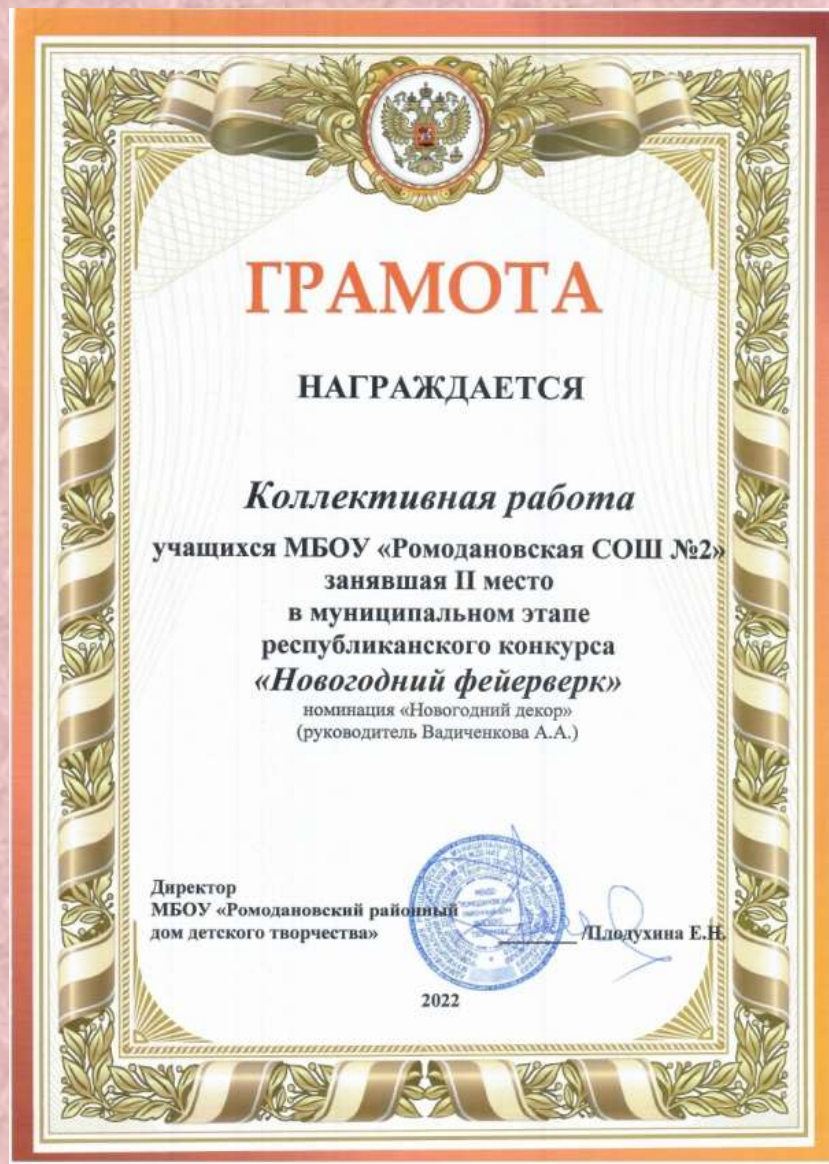 ГРАМОТА
НАГРАЖДАЕТСЯ
Коллективная работа
учащихся МБОУ «Ромодановская СОШ №2»
занявшая II место
в муниципальном этапе
республиканского конкурса
«Новогодний фейерверк»
номинация «Новогодний декор»
(руководитель Вадиченкова А.А.)
Директор
МБОУ «Ромодановский районный
дом детского творчества» /Плодухина Е.Н.
2022